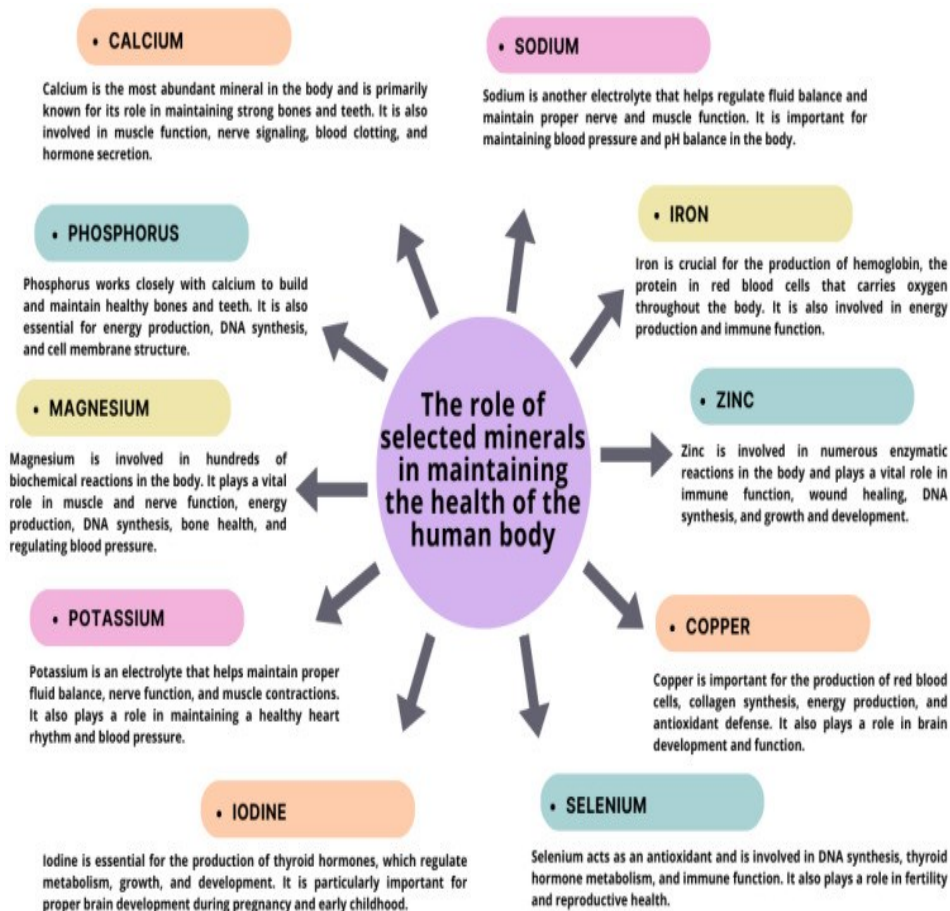 • CALCIUM
Calcium is the most abundant mineral in the body and is primarily
known for its role in maintaining strong bones and teeth. It is also
involved in muscle function, nerve signaling, blood clotting, and
hormone secretion.
• SODIUM
Sodium is another electrolyte that helps regulate fluid balance and
maintain proper nerve and muscle function. It is important for
maintaining blood pressure and pH balance in the body.
• PHOSPHORUS
Phosphorus works closely with calcium to build
and maintain healthy bones and teeth. It is also
essential for energy production, DNA synthesis,
and cell membrane structure.
• IRON
Iron is crucial for the production of hemoglobin, the
protein in red blood cells that carries oxygen
throughout the body. It is also involved in energy
production and immune function.
The role of
selected minerals
in maintaining
the health of the
human body
• MAGNESIUM
Magnesium is involved in hundreds of
biochemical reactions in the body. It plays a vital
role in muscle and nerve function, energy
production, DNA synthesis, bone health, and
regulating blood pressure.
• ZINC
Zinc is involved in numerous enzymatic
reactions in the body and plays a vital role in
immune function, wound healing, DNA
synthesis, and growth and development.
• POTASSIUM
Potassium is an electrolyte that helps maintain proper
fluid balance, nerve function, and muscle contractions.
It also plays a role in maintaining a healthy heart
rhythm and blood pressure.
• COPPER
Copper is important for the production of red blood
cells, collagen synthesis, energy production, and
antioxidant defense. It also plays a role in brain
development and function.
• IODINE
Iodine is essential for the production of thyroid hormones, which regulate
metabolism, growth, and development. It is particularly important for
proper brain development during pregnancy and early childhood.
• SELENIUM
Selenium acts as an antioxidant and is involved in DNA synthesis, thyroid
hormone metabolism, and immune function. It also plays a role in fertility
and reproductive health.